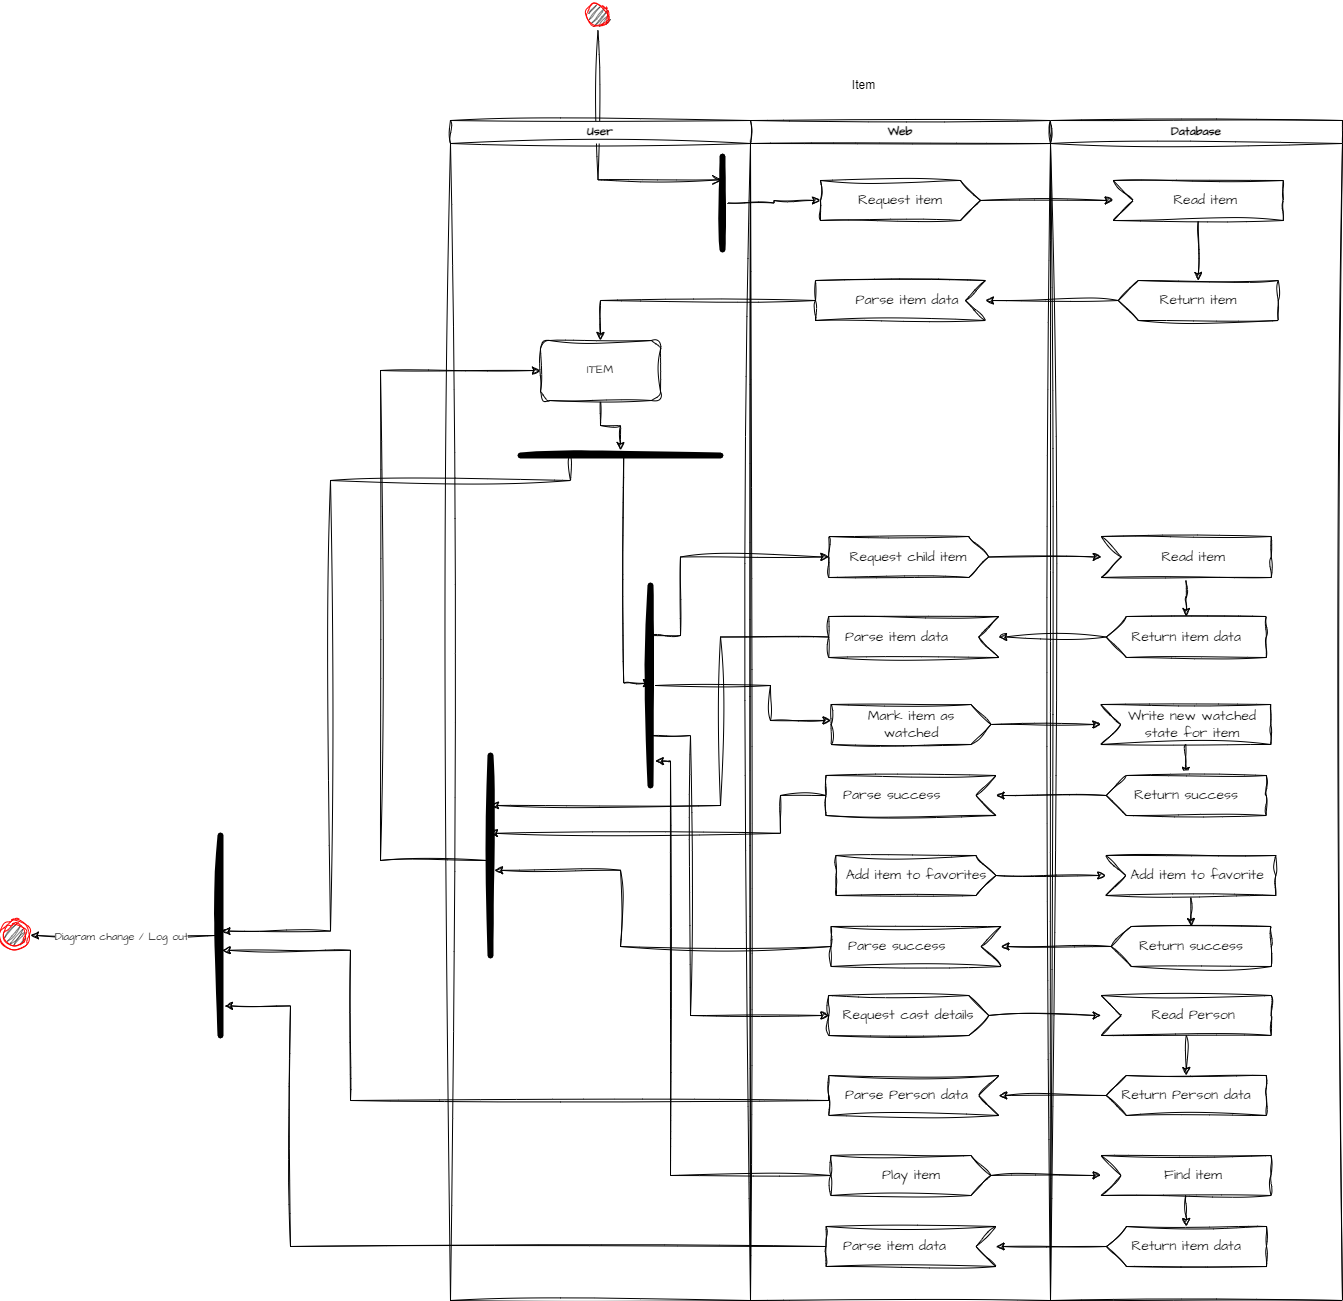 Item
User
Web
Database
Request item
Read item
Parse item data
Return item
ITEM
Request child item
Read item
Parse item data
Return item data
Mark item as
watched
Write new watched
state for item
Parse success
Return success
Add item to favorites
Add item to favorite
Diagram change / Log out
Parse success
Return success
Request cast details
Read Person
Parse Person data
Return Person data
Play item
Find item
Parse item data
Return item data